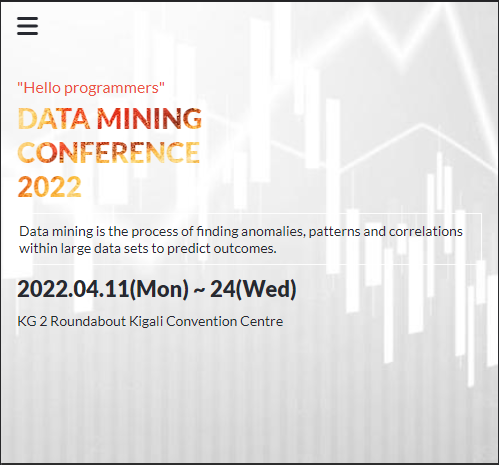 "Hello programmers"
DATA MINING
CONFERENCE
2022
Data mining is the process of finding anomalies, patterns and correlations
within large data sets to predict outcomes.
2022.04.11(Mon) ~ 24(Wed)
KG 2 Roundabout Kigali Convention Centre